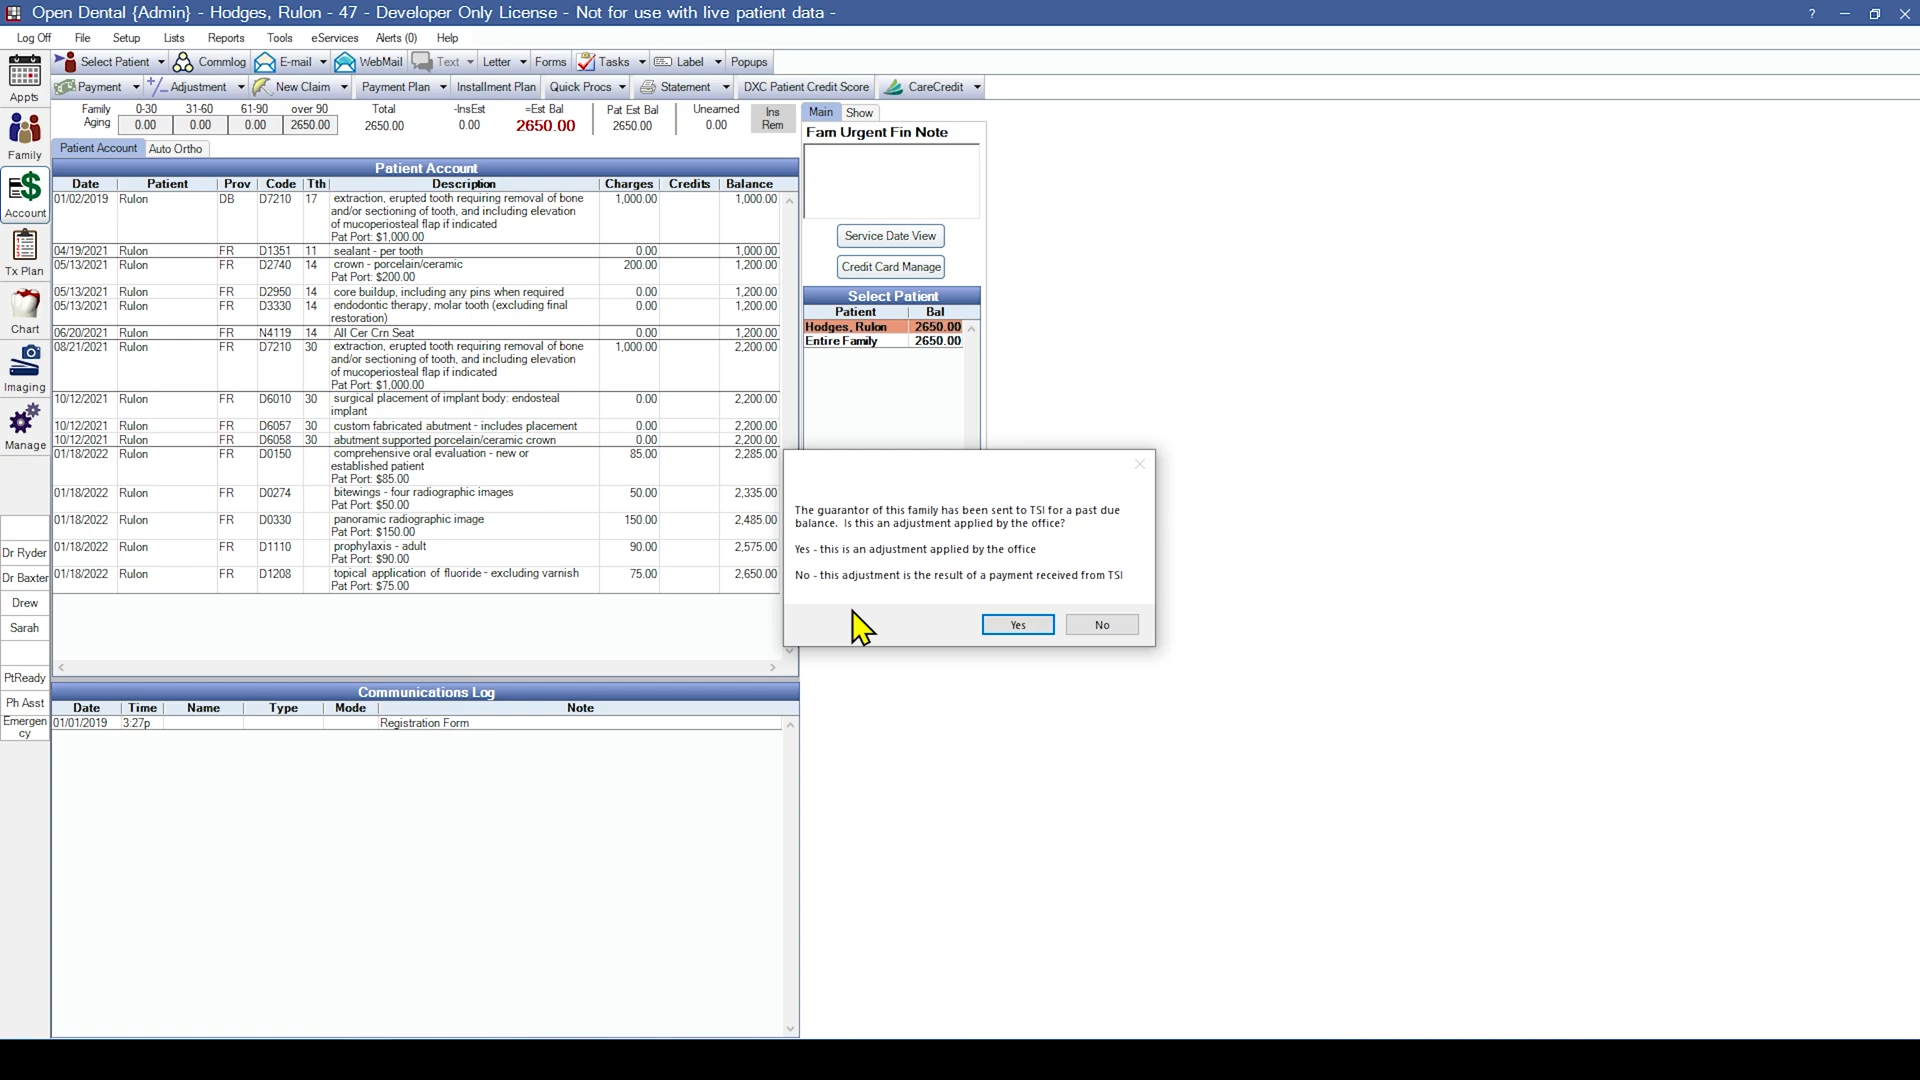 Open Dental {Admin} - Hodges, Rulon - 47 - Developer Only License - Not for use with live patient data -
Log Off File Setup Lists Reports Tools eServices Alerts (0) Help
Select Patient Commlog E-mail WebMail Text Letter Forms Tasks Label Popups
Payment Adjustment New Claim Payment Plan Installment Plan Quick Procs Statement DXC Patient Credit Score CareCredit
Appts
Family
Account
Tx Plan
Chart
Imaging
Manage
Dr Ryder
Dr Baxter
Drew
Sarah
PtReady
Ph Asst
Emergen
cy
Family 0-30 31-60 61-90 over 90 Total -InsEst =Est Bal Pat Est Bal Unearned Ins
Aging 0.00 0.00 0.00 2650.00 2650.00 0.00 2650.00 2650.00 0.00 Rem
Patient Account Auto Ortho
Patient Account
Date Patient Prov Code Tth Description Charges Credits Balance
01/02/2019 Rulon DB D7210 17 extraction, erupted tooth requiring removal of bone 1,000.00 1,000.00
and/or sectioning of tooth, and including elevation
of mucoperiosteal flap if indicated
Pat Port: $1,000.00
04/19/2021 Rulon FR D1351 11 sealant - per tooth 0.00 1,000.00
05/13/2021 Rulon FR D2740 14 crown - porcelain/ceramic 200.00 1,200.00
Pat Port: $200.00
05/13/2021 Rulon FR D2950 14 core buildup, including any pins when required 0.00 1,200.00
05/13/2021 Rulon FR D3330 14 endodontic therapy, molar tooth (excluding final 0.00 1,200.00
restoration)
06/20/2021 Rulon FR N4119 14 All Cer Crn Seat 0.00 1,200.00
08/21/2021 Rulon FR D7210 30 extraction, erupted tooth requiring removal of bone 1,000.00 2,200.00
and/or sectioning of tooth, and including elevation
of mucoperiosteal flap if indicated
Pat Port: $1,000.00
10/12/2021 Rulon FR D6010 30 surgical placement of implant body: endosteal 0.00 2,200.00
implant
10/12/2021 Rulon FR D6057 30 custom fabricated abutment - includes placement 0.00 2,200.00
10/12/2021 Rulon FR D6058 30 abutment supported porcelain/ceramic crown 0.00 2,200.00
01/18/2022 Rulon FR D0150 comprehensive oral evaluation - new or 85.00 2,285.00
established patient
Pat Port: $85.00
01/18/2022 Rulon FR D0274 bitewings - four radiographic images 50.00 2,335.00
Pat Port: $50.00
01/18/2022 Rulon FR D0330 panoramic radiographic image 150.00 2,485.00
Pat Port: $150.00
01/18/2022 Rulon FR D1110 prophylaxis - adult 90.00 2,575.00
Pat Port: $90.00
01/18/2022 Rulon FR D1208 topical application of fluoride - excluding varnish 75.00 2,650.00
Pat Port: $75.00
Communications Log
Date Time Name Type Mode Note
01/01/2019 3:27p Registration Form
Main Show
Fam Urgent Fin Note
Service Date View
Credit Card Manage
Select Patient
Patient Bal
Hodges, Rulon 2650.00
Entire Family 2650.00
The guarantor of this family has been sent to TSI for a past due
balance. Is this an adjustment applied by the office?
Yes - this is an adjustment applied by the office
No - this adjustment is the result of a payment received from TSI
Yes No